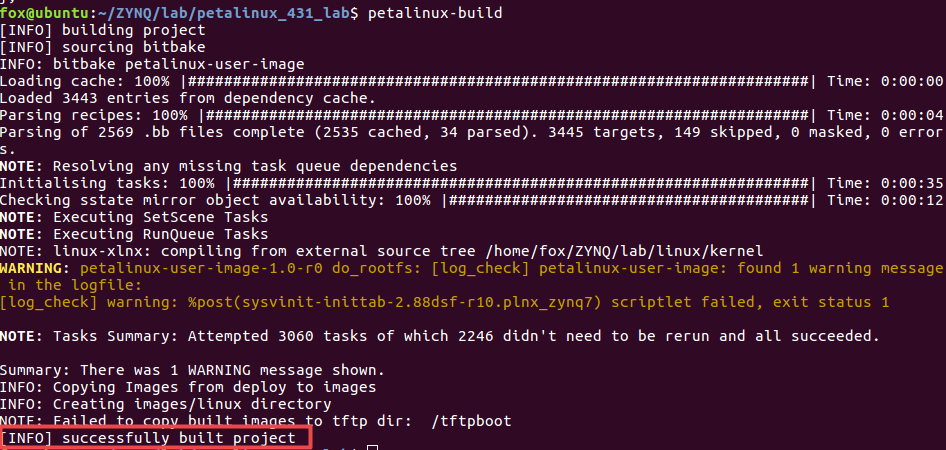 fox@ubuntu:~/ZYNQ/lab/petalinux_431_lab$ petalinux-build
[INFO] building project
[INFO] sourcing bitbake
INFO: bitbake petalinux-user-image
Loading cache: 100% |#####################################################################| Time: 0:00:00
Loaded 3443 entries from dependency cache.
Parsing recipes: 100% |###################################################################| Time: 0:00:04
Parsing of 2569 .bb files complete (2535 cached, 34 parsed). 3445 targets, 149 skipped, 0 masked, 0 error
s.
NOTE: Resolving any missing task queue dependencies
Initialising tasks: 100% |################################################################| Time: 0:00:35
Checking sstate mirror object availability: 100% |########################################| Time: 0:00:12
NOTE: Executing SetScene Tasks
NOTE: Executing RunQueue Tasks
NOTE: linux-xlnx: compiling from external source tree /home/fox/ZYNQ/lab/linux/kernel
WARNING: petalinux-user-image-1.0-r0 do_rootfs: [log_check] petalinux-user-image: found 1 warning message
in the logfile:
[log_check] warning: %post(sysvinit-inittab-2.88dsf-r10.plnx_zynq7) scriptlet failed, exit status 1
NOTE: Tasks Summary: Attempted 3060 tasks of which 2246 didn't need to be rerun and all succeeded.
Summary: There was 1 WARNING message shown.
INFO: Copying Images from deploy to images
INFO: Creating images/linux directory
NOTE: Failed to copy built images to tftp dir: /tftpboot
[INFO] successfully built project